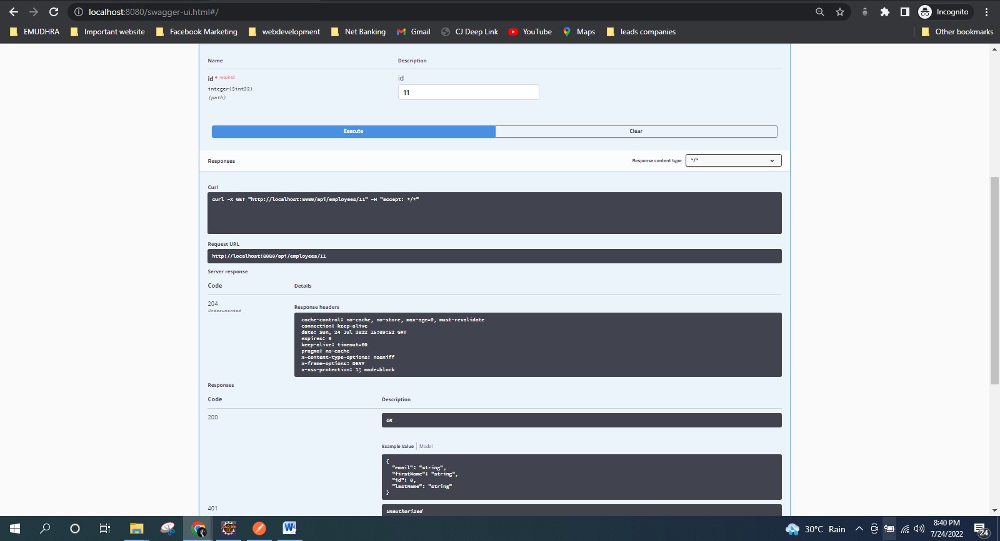 localhost:8080/swagger-ui.html#/
Incognito
EMUDHRA
Important website
Facebook Marketing
webdevelopment
Net Banking
Gmail
CJ Deep Link
YouTube
Maps
leads companies
Other bookmarks
Name Description
id * required id
integer($int32) 11
(path)
Execute Clear
Responses Response content type */*
Curl
curl -X GET "http://localhost:8080/api/employees/11" -H "accept: */*"
Request URL
http://localhost:8080/api/employees/11
Server response
Code Details
204
Undocumented
Response headers
cache-control: no-cache, no-store, max-age=0, must-revalidate
connection: keep-alive
date: Sun, 24 Jul 2022 15:09:52 GMT
expires: 0
keep-alive: timeout=60
pragma: no-cache
x-content-type-options: nosniff
x-frame-options: DENY
x-xss-protection: 1; mode=block
Responses
Code Description
200 OK
Example Value Model
{
"email": "string",
"firstName": "string",
"id": 0,
"lastName": "string"
}
401 Unauthorized
30°C Rain
8:40 PM
7/24/2022
24